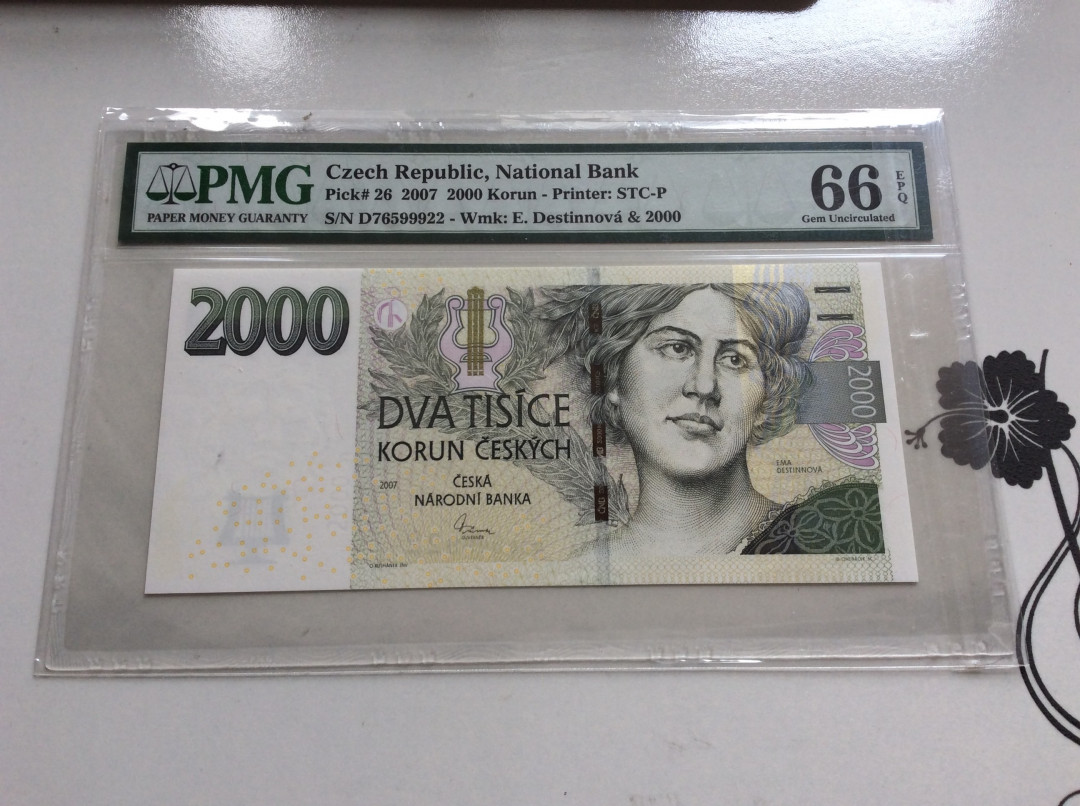 PMG
PAPER MONEY GUARANTY
Czech Republic, National Bank
Pick# 26 2007 2000 Korun - Printer: STC-P
S/N D76599922 - Wmk: E. Destinnová & 2000
66
EPQ
Gem Uncirculated
2000
DVA TISÍCE
KORUN ČESKÝCH
2007
ČESKÁ
NÁRODNÍ BANKA
2000
EMA
DESTINNOVÁ